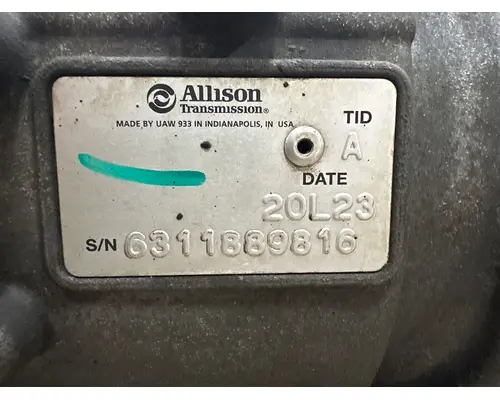 Allison
Transmission®
MADE BY UAW 933 IN INDIANAPOLIS, IN USA
TID
A
DATE
20L23
S/N 6311889816